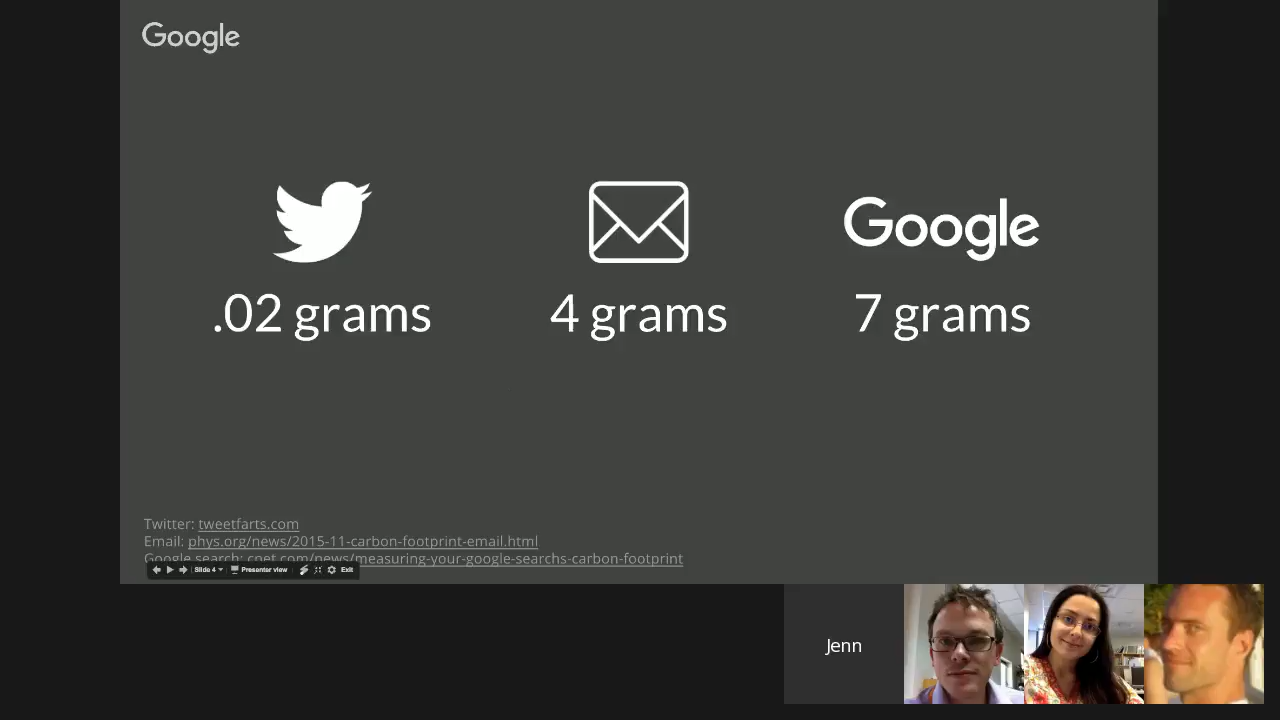 Google
Google
.02 grams
4 grams
7 grams
Twitter: tweetfarts.com
Email: phys.org/news/2015-11-carbon-footprint-email.html
Google search: cnet.com/news/measuring-your-google-searchs-carbon-footprint
Slide 4 Presenter view Exit
Jenn